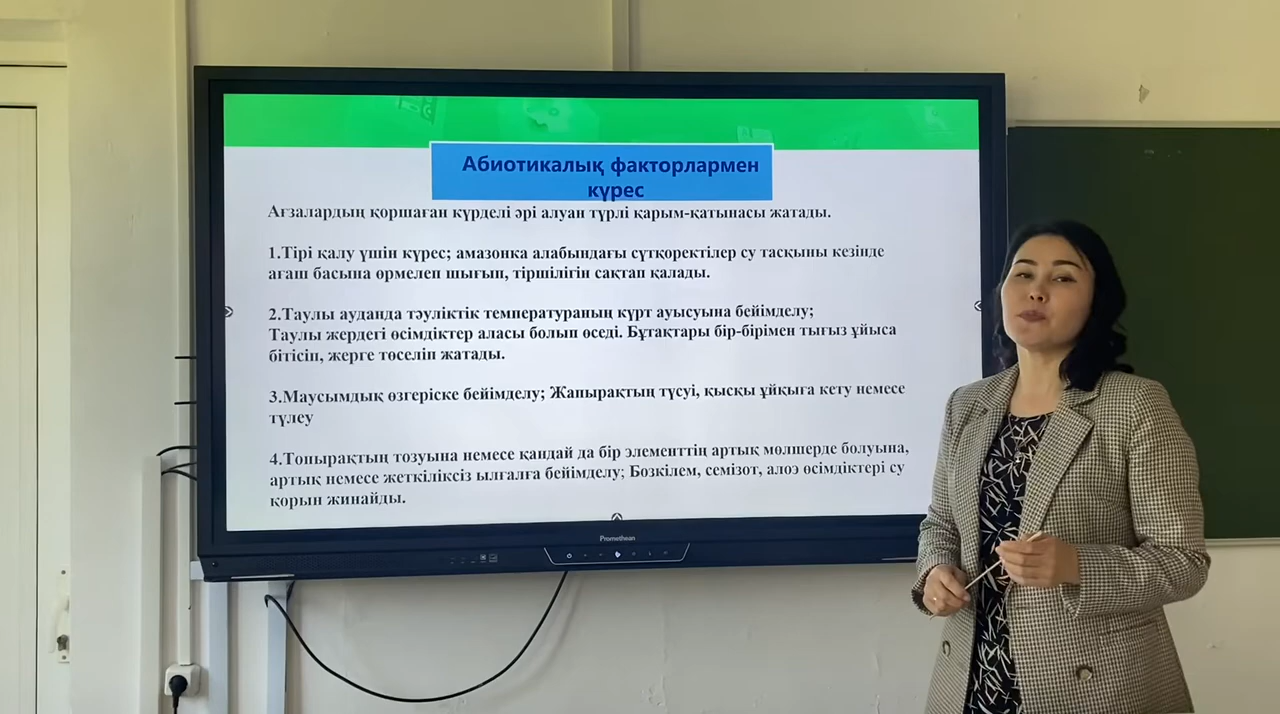 Абиотикалық факторлармен
күрес
Ағзалардың қоршаған күрделі әрі алуан түрлі қарым-қатынасы жатады.
1.Тірі қалу үшін күрес; амазонка алабындағы сүтқоректілер су тасқыны кезінде
ағаш басына өрмелеп шығып, тіршілігін сақтап қалады.
2.Таулы ауданда тәуліктік температураның күрт ауысуына бейімделу;
Таулы жердегі өсімдіктер аласы болып өседі. Бұтақтары бір-бірімен тығыз ұйыса
бітісіп, жерге төселіп жатады.
3.Маусымдық өзгеріске бейімделу; Жапырақтың түсуі, қысқы ұйқыға кету немесе
түлеу
4.Топырақтың тозуына немесе қандай да бір элементтің артық мөлшерде болуына,
артық немесе жеткіліксіз ылғалға бейімделу; Бөзкілем, семізот, алоэ өсімдіктері су
қорын жинайды.
Promethean